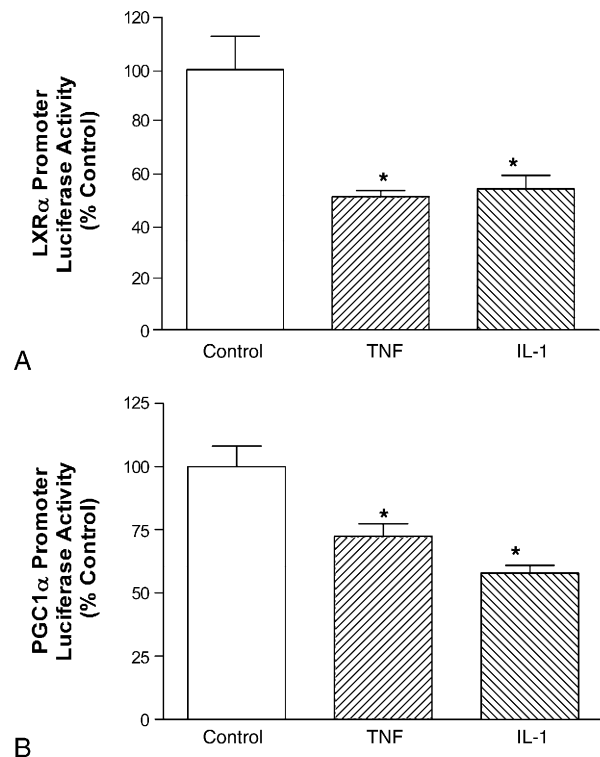 120
100
80
60
40
20
0
LXRα Promoter
Luciferase Activity
(% Control)
*
*
Control TNF IL-1
A
125
100
75
50
25
0
PGC1α Promoter
Luciferase Activity
(% Control)
*
*
Control TNF IL-1
B